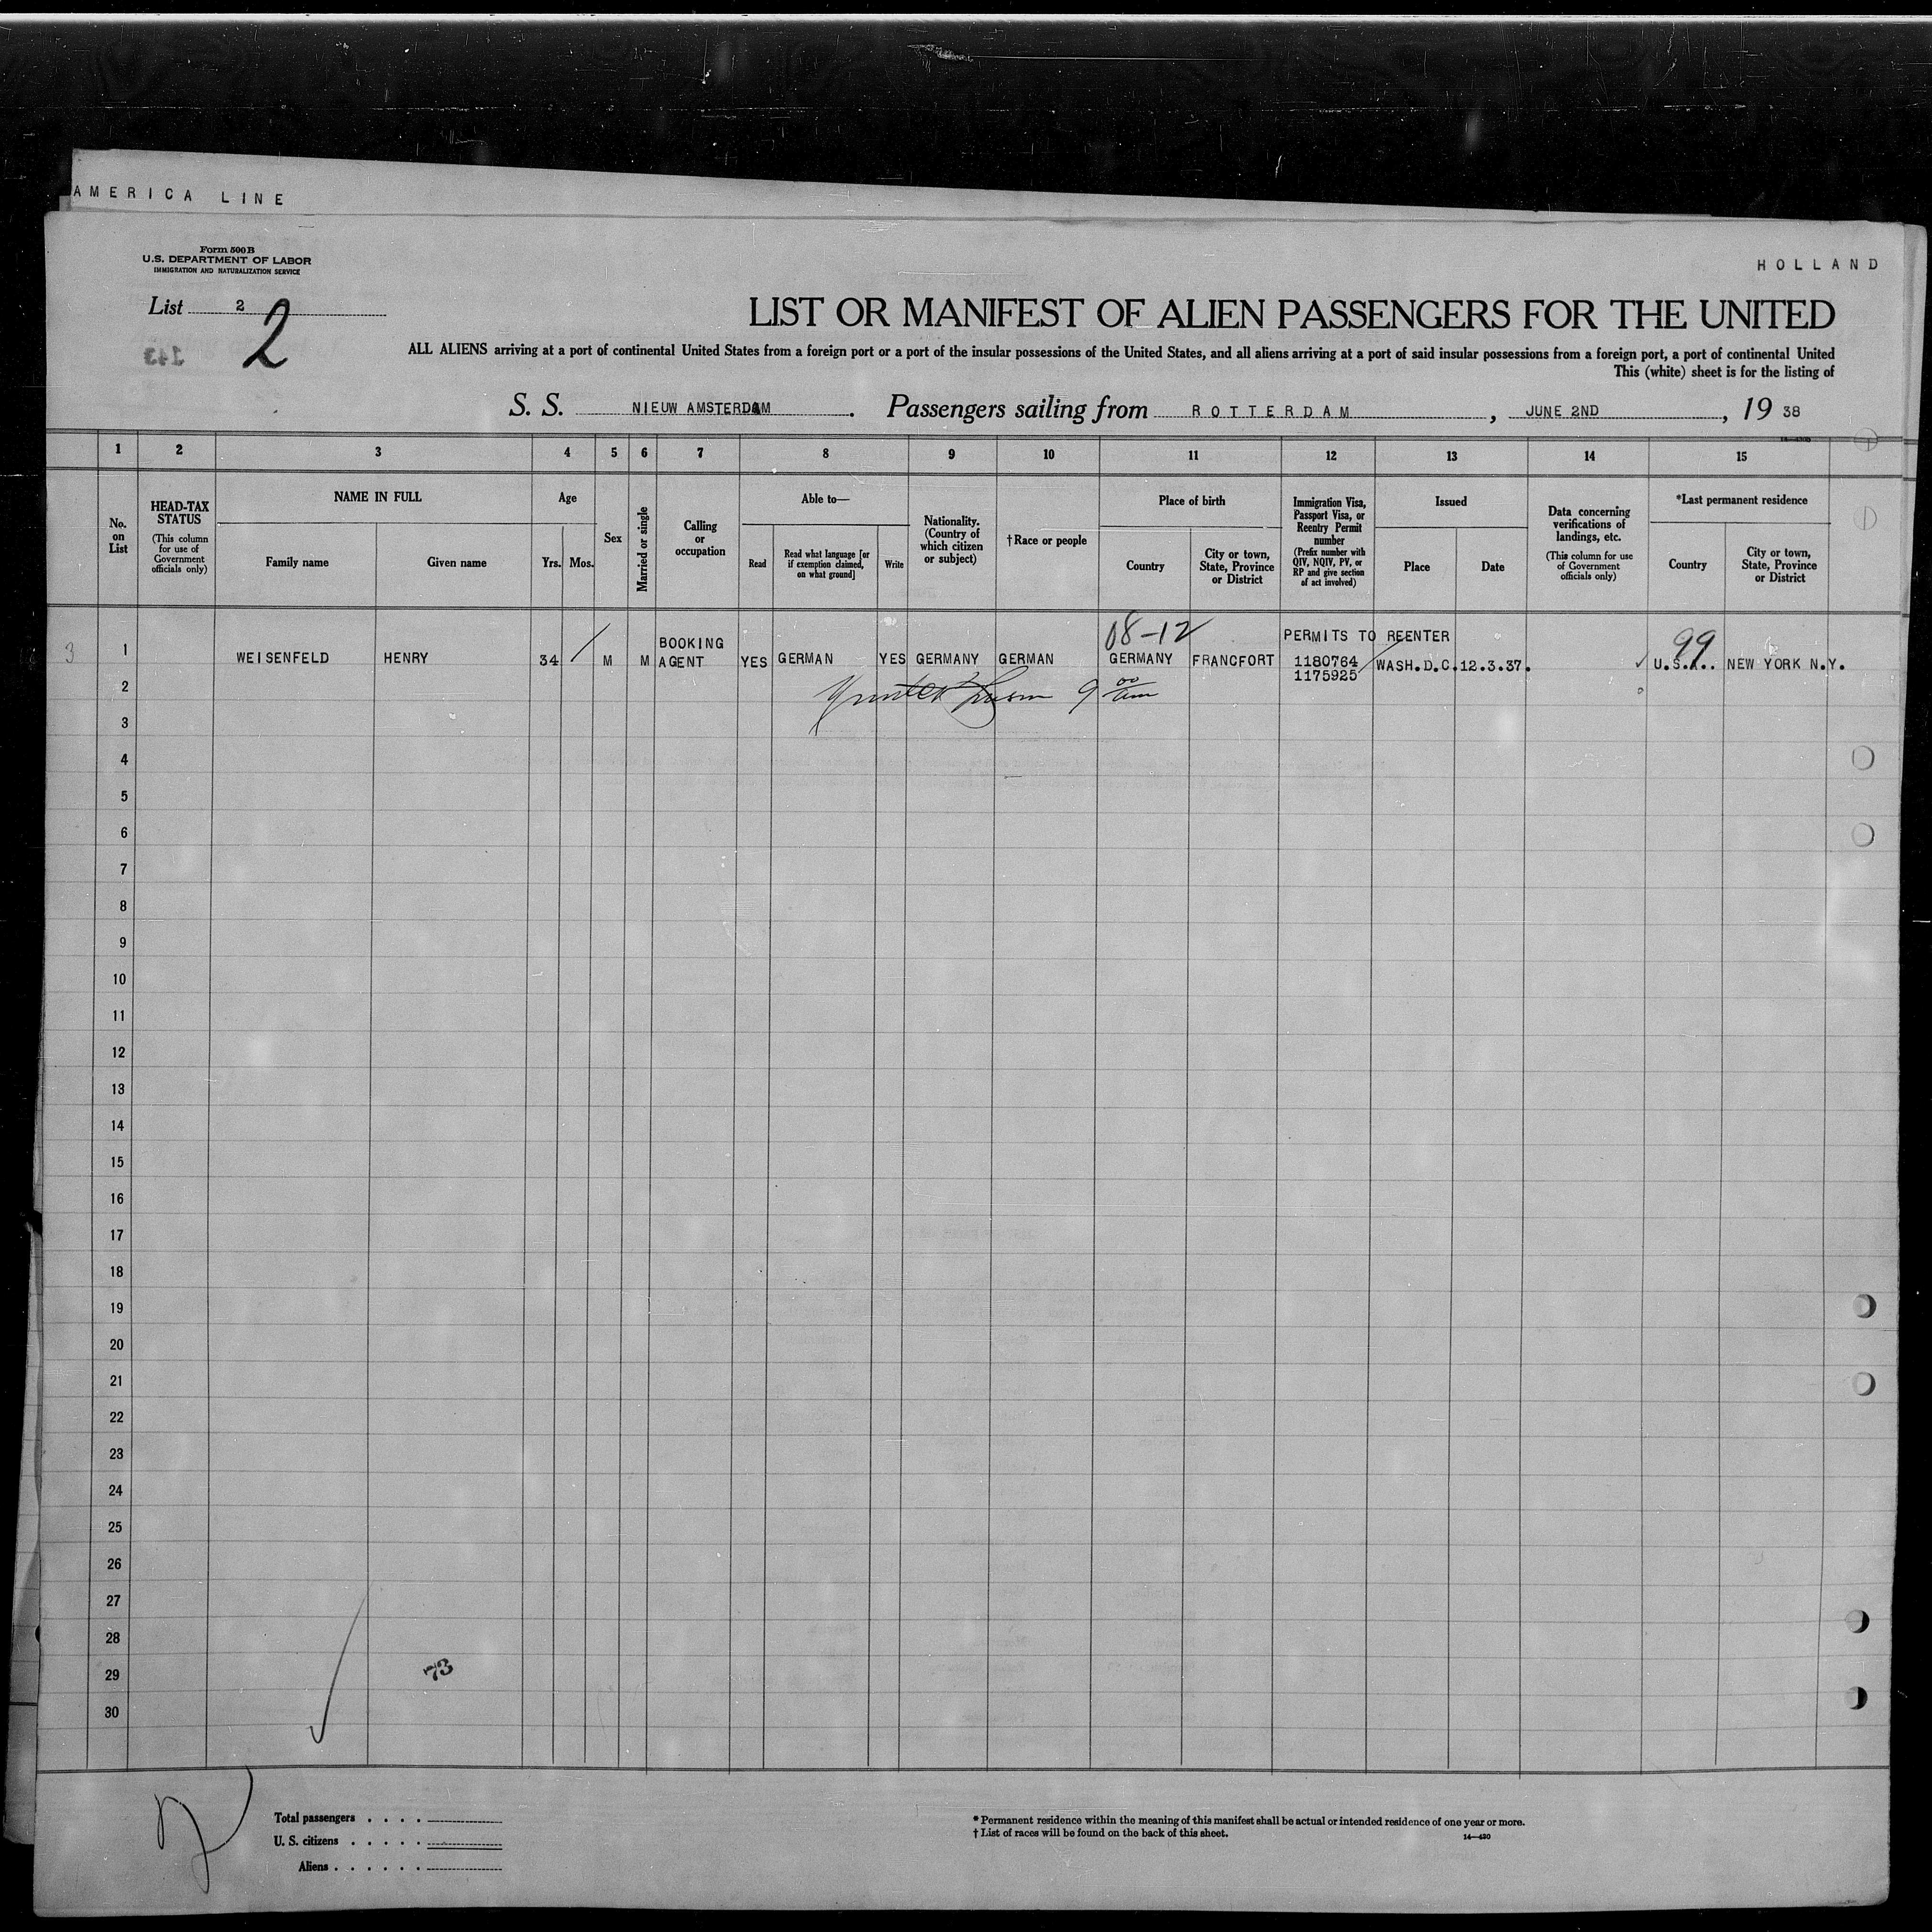 AMERICA LINE
Form 500 B
U.S. DEPARTMENT OF LABOR
IMMIGRATION AND NATURALIZATION SERVICE
HOLLAND
List 2
2
143
LIST OR MANIFEST OF ALIEN PASSENGERS FOR THE UNITED
ALL ALIENS arriving at a port of continental United States from a foreign port or a port of the insular possessions of the United States, and all aliens arriving at a port of said insular possessions from a foreign port, a port of continental United
This (white) sheet is for the listing of
S. S. NIEUW AMSTERDAM. Passengers sailing from ROTTERDAM, JUNE 2ND, 19 38
1 2 3 4 5 6 7 8 9 10 11 12 13 14 15
No. on List
HEAD-TAX STATUS
(This column for use of Government officials only)
NAME IN FULL
Family name
Given name
Age
Yrs. Mos.
Sex
Married or single
Calling or occupation
Able to—
Read
Read what language [or if exemption claimed, on what ground]
Write
Nationality. (Country of which citizen or subject)
†Race or people
Place of birth
Country
City or town, State, Province or District
Immigration Visa, Passport Visa, or Reentry Permit number
(Prefix number with QIV, NQIV, PV, or RP and give section of act involved)
Issued
Place
Date
Data concerning verifications of landings, etc.
(This column for use of Government officials only)
*Last permanent residence
Country
City or town, State, Province or District
08-12
99
BOOKING PERMITS TO REENTER
3 1 WEISENFELD HENRY 34 M M AGENT YES GERMAN YES GERMANY GERMAN GERMANY FRANCFORT 1180764 WASH.D.C. 12.3.37. U.S.A. NEW YORK N.Y.
1175925
2
9 00 am
3
4
5
6
7
8
9
10
11
12
13
14
15
16
17
18
19
20
21
22
23
24
25
26
27
28
29
73
30
Total passengers . . . .
U. S. citizens . . . . .
Aliens . . . . . .
* Permanent residence within the meaning of this manifest shall be actual or intended residence of one year or more.
† List of races will be found on the back of this sheet.
14—430